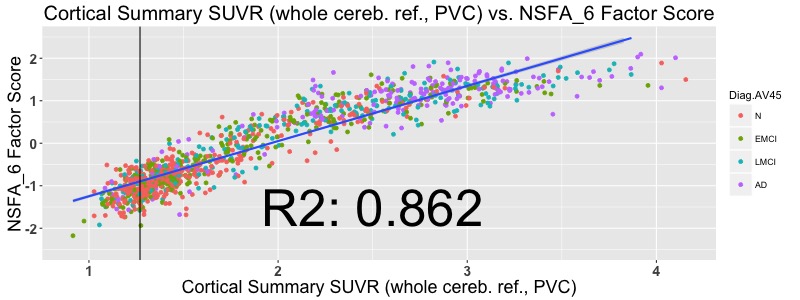 Cortical Summary SUVR (whole cereb. ref., PVC) vs. NSFA_6 Factor Score
NSFA_6 Factor Score
2
1
0
-1
-2
R2: 0.862
1
2
3
4
Cortical Summary SUVR (whole cereb. ref., PVC)
Diag.AV45
N
EMCI
LMCI
AD